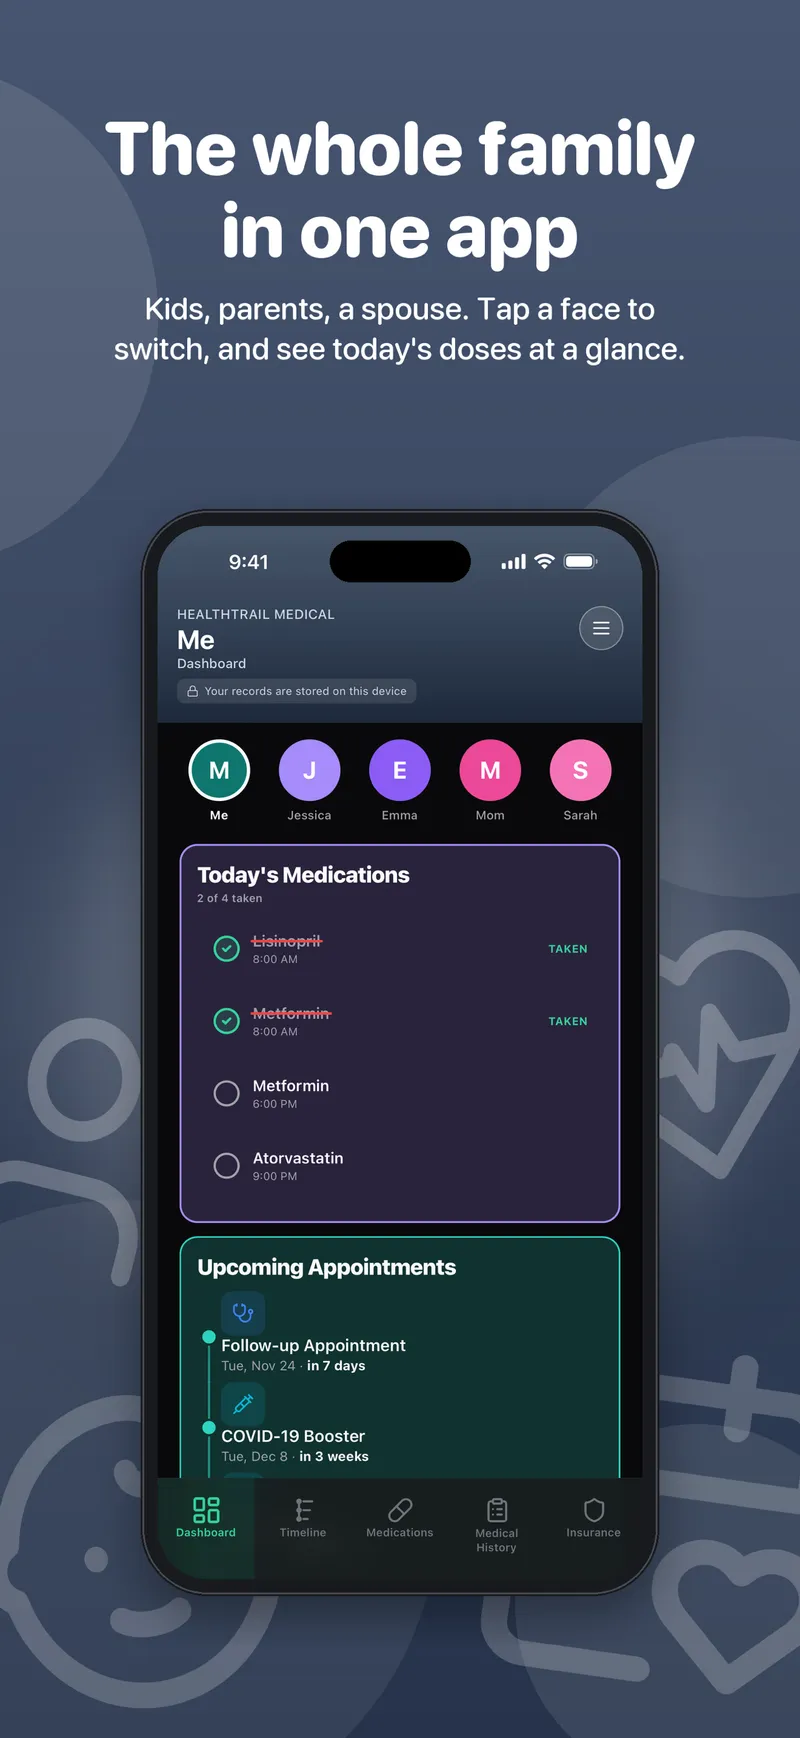 The whole family
in one app
Kids, parents, a spouse. Tap a face to
switch, and see today's doses at a glance.
9:41
HEALTHTRAIL MEDICAL
Me
Dashboard
Your records are stored on this device
M J E M S
Me Jessica Emma Mom Sarah
Today's Medications
2 of 4 taken
Lisinopril
8:00 AM
TAKEN
Metformin
8:00 AM
TAKEN
Metformin
6:00 PM
Atorvastatin
9:00 PM
Upcoming Appointments
Follow-up Appointment
Tue, Nov 24 · in 7 days
COVID-19 Booster
Tue, Dec 8 · in 3 weeks
Dashboard
Timeline
Medications
Medical
History
Insurance